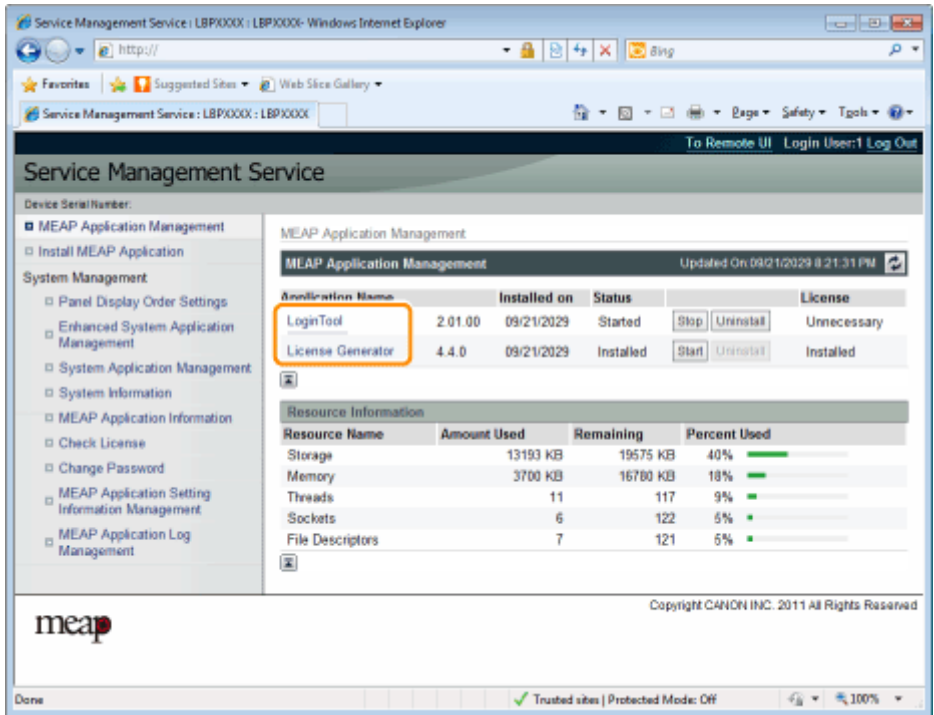 Service Management Service : LBPXXXX : LBPXXXX- Windows Internet Explorer
http://
Bing
Favorites Suggested Sites Web Slice Gallery
Service Management Service : LBPXXXX : LBPXXXX
Page Safety Tools
To Remote UI Login User:1 Log Out
Service Management Service
Device Serial Number:
MEAP Application Management
Install MEAP Application
System Management
Panel Display Order Settings
Enhanced System Application
Management
System Application Management
System Information
MEAP Application Information
Check License
Change Password
MEAP Application Setting
Information Management
MEAP Application Log
Management
MEAP Application Management
MEAP Application Management Updated On:09/21/2029 8:21:31 PM
Application Name Installed on Status License
LoginTool 2.01.00 09/21/2029 Started Stop Uninstall Unnecessary
License Generator 4.4.0 09/21/2029 Installed Start Uninstall Installed
Resource Information
Resource Name Amount Used Remaining Percent Used
Storage 13193 KB 19575 KB 40%
Memory 3700 KB 16780 KB 18%
Threads 11 117 9%
Sockets 6 122 5%
File Descriptors 7 121 6%
Copyright CANON INC. 2011 All Rights Reserved
meap
Done Trusted sites | Protected Mode: Off 100%